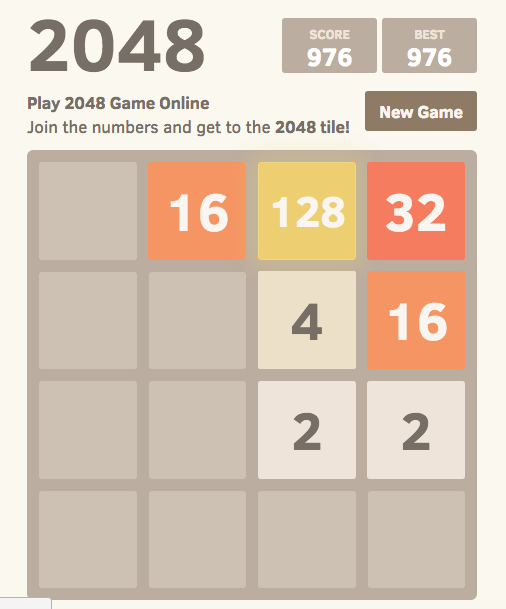 2048
SCORE BEST
976 976
Play 2048 Game Online
Join the numbers and get to the 2048 tile!
New Game
16 128 32
4 16
2 2